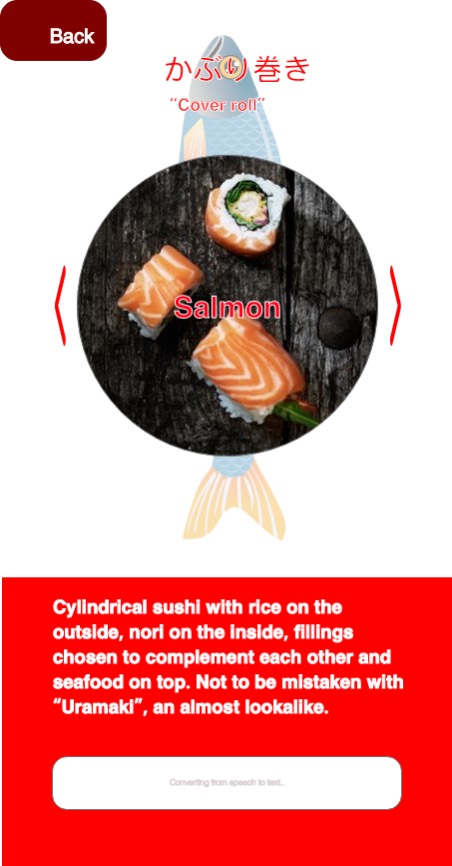 Back
かぶり巻き
“Cover roll”
Salmon
Cylindrical sushi with rice on the
outside, nori on the inside, fillings
chosen to complement each other and
seafood on top. Not to be mistaken with
“Uramaki”, an almost lookalike.
Converting from speech to text...